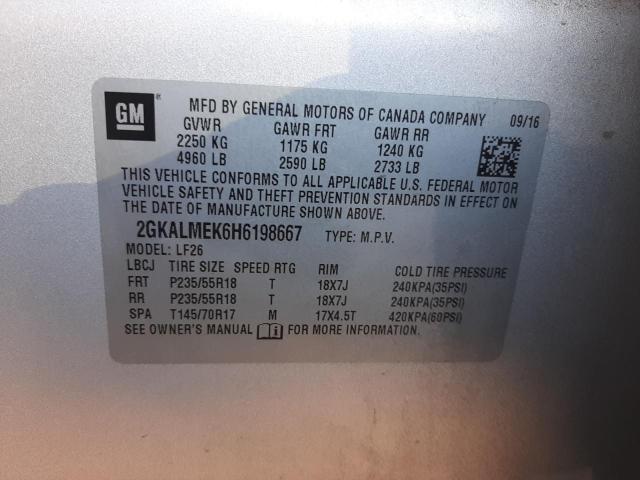 GM ® MFD BY GENERAL MOTORS OF CANADA COMPANY 09/16
GVWR GAWR FRT GAWR RR
2250 KG 1175 KG 1240 KG
4960 LB 2590 LB 2733 LB
THIS VEHICLE CONFORMS TO ALL APPLICABLE U.S. FEDERAL MOTOR
VEHICLE SAFETY AND THEFT PREVENTION STANDARDS IN EFFECT ON
THE DATE OF MANUFACTURE SHOWN ABOVE.
2GKALMEK6H6198667 TYPE: M.P.V.
MODEL: LF26
LBCJ TIRE SIZE SPEED RTG RIM COLD TIRE PRESSURE
FRT P235/55R18 T 18X7J 240KPA(35PSI)
RR P235/55R18 T 18X7J 240KPA(35PSI)
SPA T145/70R17 M 17X4.5T 420KPA(60PSI)
SEE OWNER'S MANUAL FOR MORE INFORMATION.